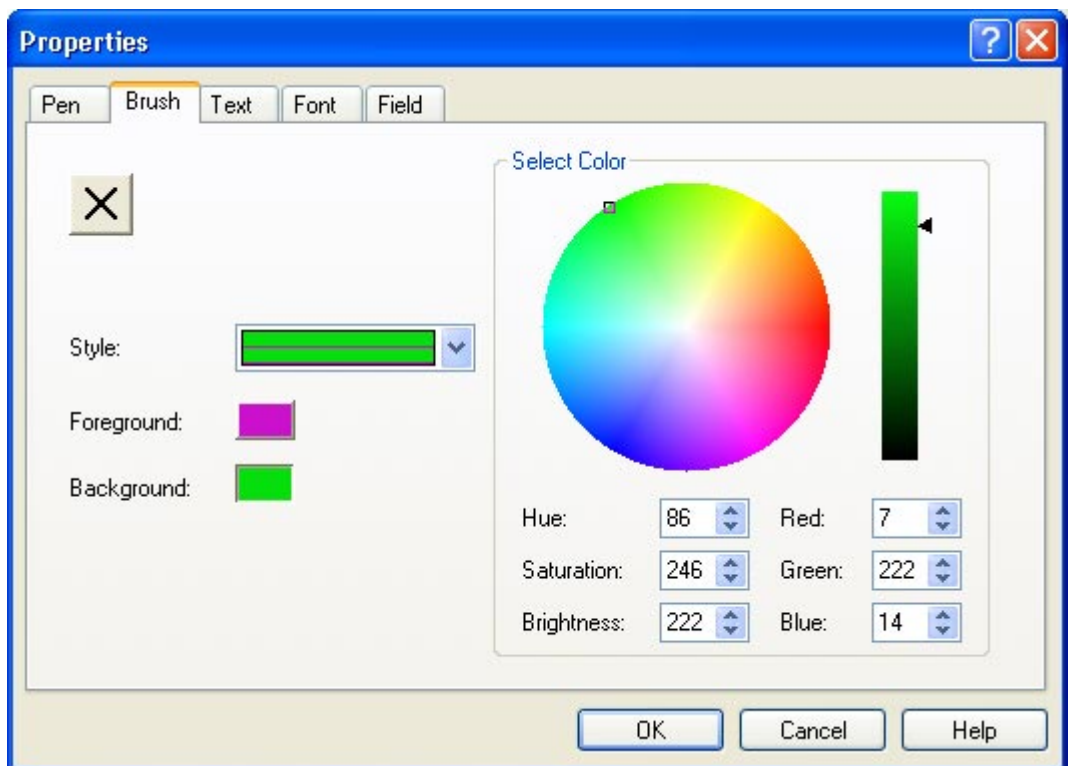 Properties
Pen Brush Text Font Field
Select Color
Style:
Foreground:
Background:
Hue: 86 Red: 7
Saturation: 246 Green: 222
Brightness: 222 Blue: 14
OK Cancel Help